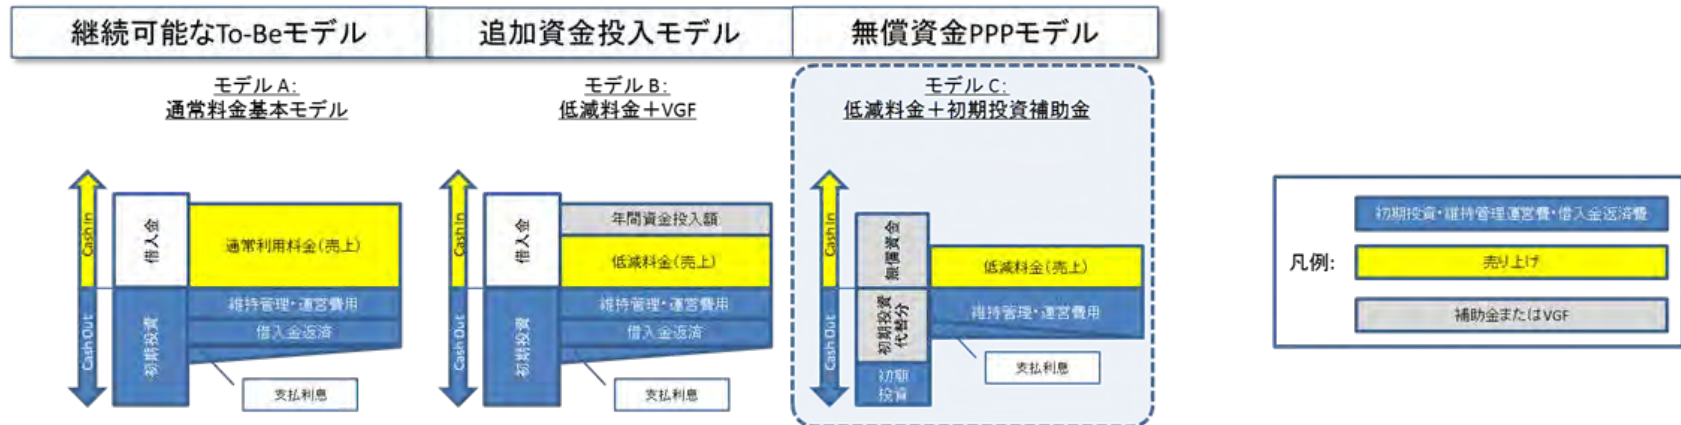 継続可能なTo-Beモデル
追加資金投入モデル
無償資金PPPモデル
モデル A:
通常料金基本モデル
Cash In
Cash Out
借入金
初期投資
通常利用料金(売上)
維持管理・運営費用
借入金返済
支払利息
モデル B:
低減料金+VGF
Cash In
Cash Out
借入金
初期投資
年間資金投入額
低減料金(売上)
維持管理・運営費用
借入金返済
支払利息
モデル C:
低減料金+初期投資補助金
Cash In
Cash Out
無償資金
初期投資
代替分
初期
投資
低減料金(売上)
維持管理・運営費用
支払利息
凡例:
初期投資・維持管理運営費・借入金返済費
売り上げ
補助金またはVGF